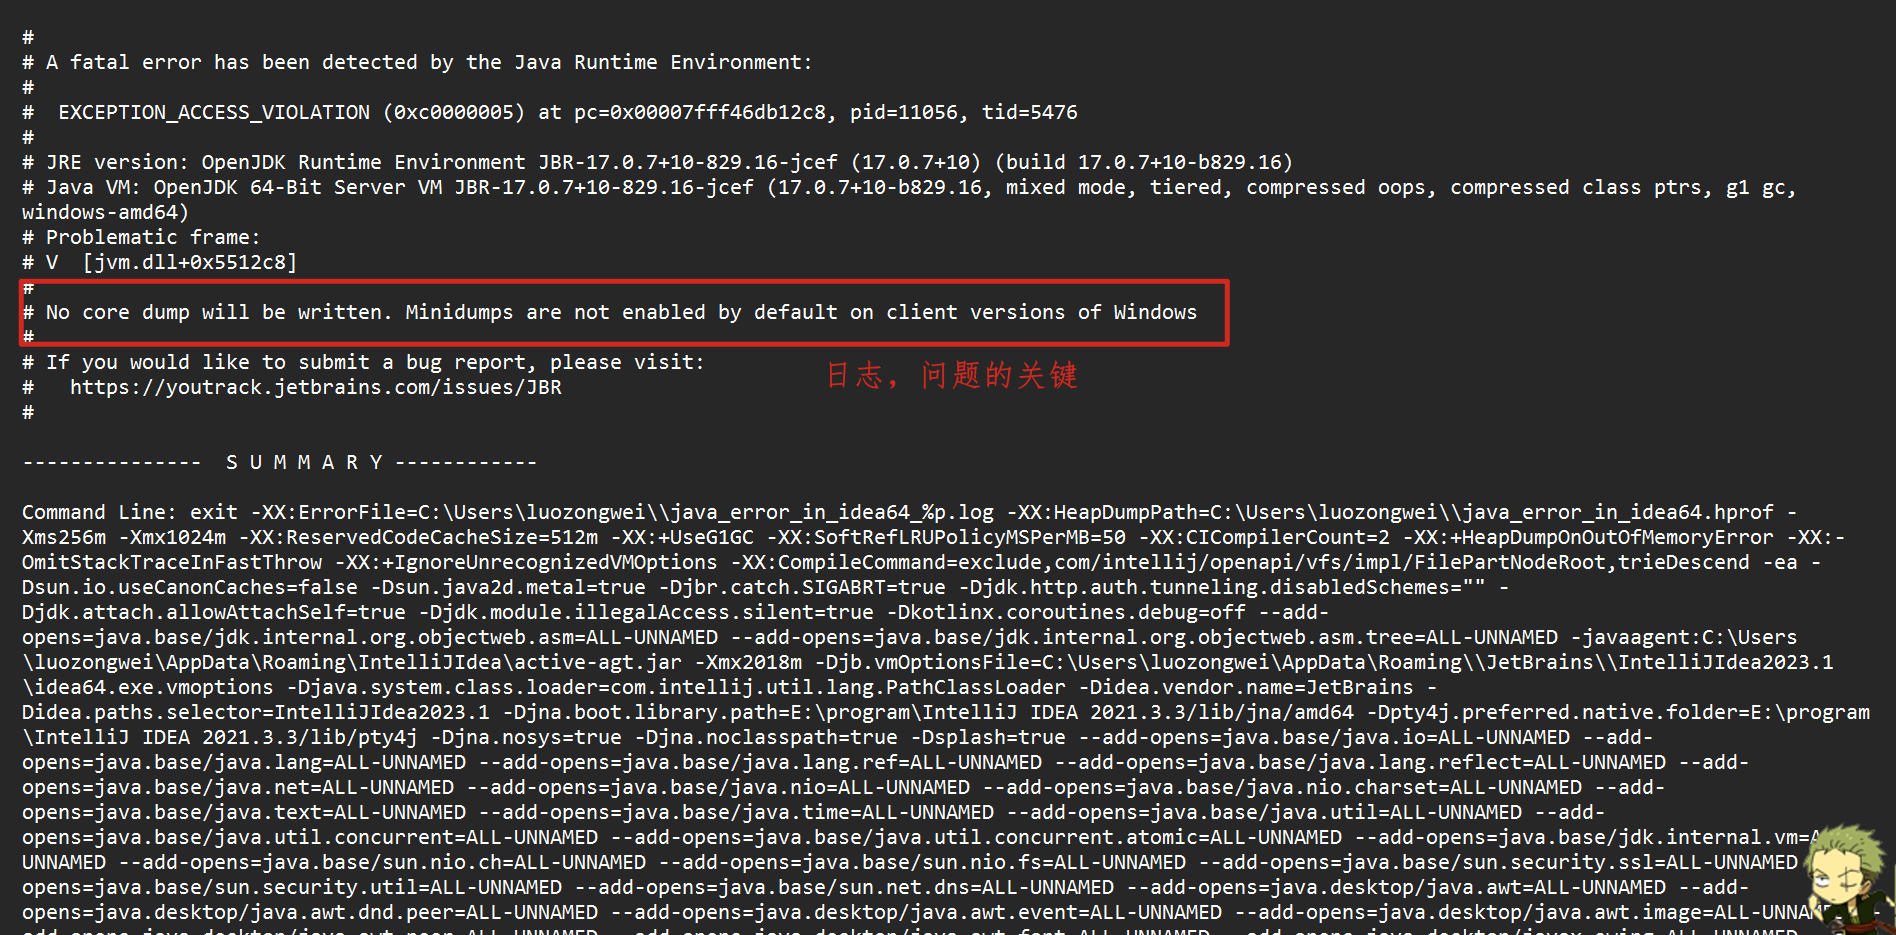 #
# A fatal error has been detected by the Java Runtime Environment:
#
#  EXCEPTION_ACCESS_VIOLATION (0xc0000005) at pc=0x00007fff46db12c8, pid=11056, tid=5476
#
# JRE version: OpenJDK Runtime Environment JBR-17.0.7+10-829.16-jcef (17.0.7+10) (build 17.0.7+10-b829.16)
# Java VM: OpenJDK 64-Bit Server VM JBR-17.0.7+10-829.16-jcef (17.0.7+10-b829.16, mixed mode, tiered, compressed oops, compressed class ptrs, g1 gc,
windows-amd64)
# Problematic frame:
# V  [jvm.dll+0x5512c8]
#
# No core dump will be written. Minidumps are not enabled by default on client versions of Windows
#
# If you would like to submit a bug report, please visit:
日志，问题的关键
#   https://youtrack.jetbrains.com/issues/JBR
#
---------------  S U M M A R Y ------------
Command Line: exit -XX:ErrorFile=C:\Users\luozongwei\\java_error_in_idea64_%p.log -XX:HeapDumpPath=C:\Users\luozongwei\\java_error_in_idea64.hprof -
Xms256m -Xmx1024m -XX:ReservedCodeCacheSize=512m -XX:+UseG1GC -XX:SoftRefLRUPolicyMSPerMB=50 -XX:CICompilerCount=2 -XX:+HeapDumpOnOutOfMemoryError -XX:-
OmitStackTraceInFastThrow -XX:+IgnoreUnrecognizedVMOptions -XX:CompileCommand=exclude,com/intellij/openapi/vfs/impl/FilePartNodeRoot,trieDescend -ea -
Dsun.io.useCanonCaches=false -Dsun.java2d.metal=true -Djbr.catch.SIGABRT=true -Djdk.http.auth.tunneling.disabledSchemes="" -
Djdk.attach.allowAttachSelf=true -Djdk.module.illegalAccess.silent=true -Dkotlinx.coroutines.debug=off --add-
opens=java.base/jdk.internal.org.objectweb.asm=ALL-UNNAMED --add-opens=java.base/jdk.internal.org.objectweb.asm.tree=ALL-UNNAMED -javaagent:C:\Users
\luozongwei\AppData\Roaming\IntelliJIdea\active-agt.jar -Xmx2018m -Djb.vmOptionsFile=C:\Users\luozongwei\AppData\Roaming\\JetBrains\\IntelliJIdea2023.1
\idea64.exe.vmoptions -Djava.system.class.loader=com.intellij.util.lang.PathClassLoader -Didea.vendor.name=JetBrains -
Didea.paths.selector=IntelliJIdea2023.1 -Djna.boot.library.path=E:\program\IntelliJ IDEA 2021.3.3/lib/jna/amd64 -Dpty4j.preferred.native.folder=E:\program
\IntelliJ IDEA 2021.3.3/lib/pty4j -Djna.nosys=true -Djna.noclasspath=true -Dsplash=true --add-opens=java.base/java.io=ALL-UNNAMED --add-
opens=java.base/java.lang=ALL-UNNAMED --add-opens=java.base/java.lang.ref=ALL-UNNAMED --add-opens=java.base/java.lang.reflect=ALL-UNNAMED --add-
opens=java.base/java.net=ALL-UNNAMED --add-opens=java.base/java.nio=ALL-UNNAMED --add-opens=java.base/java.nio.charset=ALL-UNNAMED --add-
opens=java.base/java.text=ALL-UNNAMED --add-opens=java.base/java.time=ALL-UNNAMED --add-opens=java.base/java.util=ALL-UNNAMED --add-
opens=java.base/java.util.concurrent=ALL-UNNAMED --add-opens=java.base/java.util.concurrent.atomic=ALL-UNNAMED --add-opens=java.base/jdk.internal.vm=A
UNNAMED --add-opens=java.base/sun.nio.ch=ALL-UNNAMED --add-opens=java.base/sun.nio.fs=ALL-UNNAMED --add-opens=java.base/sun.security.ssl=ALL-UNNAMED
opens=java.base/sun.security.util=ALL-UNNAMED --add-opens=java.base/sun.net.dns=ALL-UNNAMED --add-opens=java.desktop/java.awt=ALL-UNNAMED --add-
opens=java.desktop/java.awt.dnd.peer=ALL-UNNAMED --add-opens=java.desktop/java.awt.event=ALL-UNNAMED --add-opens=java.desktop/java.awt.image=ALL-UNNAM